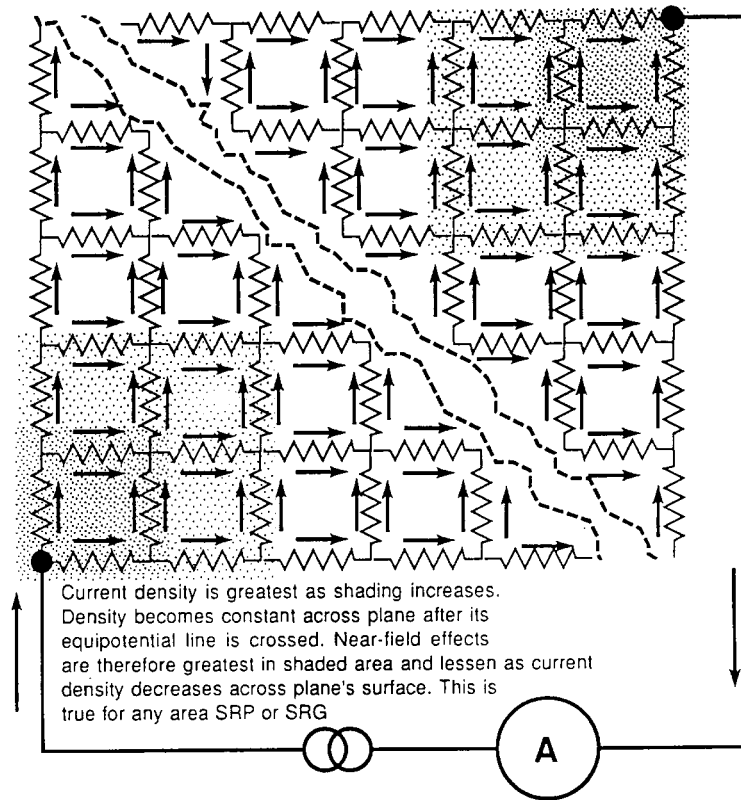 Current density is greatest as shading increases.
Density becomes constant across plane after its
equipotential line is crossed. Near-field effects
are therefore greatest in shaded area and lessen as current
density decreases across plane's surface. This is
true for any area SRP or SRG
A